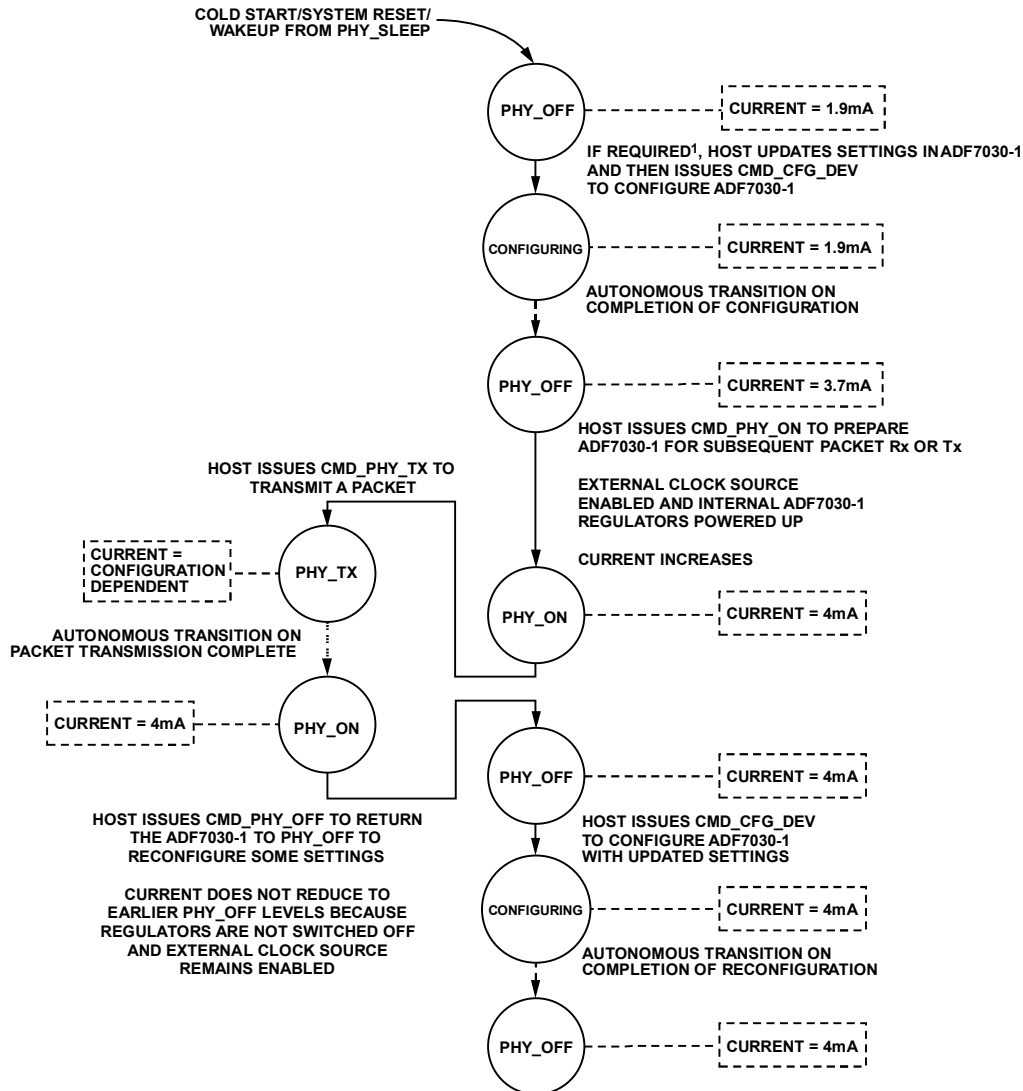 COLD START/SYSTEM RESET/
WAKEUP FROM PHY_SLEEP
PHY_OFF
CURRENT = 1.9mA
IF REQUIRED¹, HOST UPDATES SETTINGS IN ADF7030-1
AND THEN ISSUES CMD_CFG_DEV
TO CONFIGURE ADF7030-1
CONFIGURING
CURRENT = 1.9mA
AUTONOMOUS TRANSITION ON
COMPLETION OF CONFIGURATION
PHY_OFF
CURRENT = 3.7mA
HOST ISSUES CMD_PHY_ON TO PREPARE
ADF7030-1 FOR SUBSEQUENT PACKET Rx OR Tx
EXTERNAL CLOCK SOURCE
ENABLED AND INTERNAL ADF7030-1
REGULATORS POWERED UP
CURRENT INCREASES
PHY_ON
CURRENT = 4mA
HOST ISSUES CMD_PHY_TX TO
TRANSMIT A PACKET
CURRENT =
CONFIGURATION
DEPENDENT
PHY_TX
AUTONOMOUS TRANSITION ON
PACKET TRANSMISSION COMPLETE
CURRENT = 4mA
PHY_ON
HOST ISSUES CMD_PHY_OFF TO RETURN
THE ADF7030-1 TO PHY_OFF TO
RECONFIGURE SOME SETTINGS
CURRENT DOES NOT REDUCE TO
EARLIER PHY_OFF LEVELS BECAUSE
REGULATORS ARE NOT SWITCHED OFF
AND EXTERNAL CLOCK SOURCE
REMAINS ENABLED
PHY_OFF
CURRENT = 4mA
HOST ISSUES CMD_CFG_DEV
TO CONFIGURE ADF7030-1
WITH UPDATED SETTINGS
CONFIGURING
CURRENT = 4mA
AUTONOMOUS TRANSITION ON
COMPLETION OF RECONFIGURATION
PHY_OFF
CURRENT = 4mA